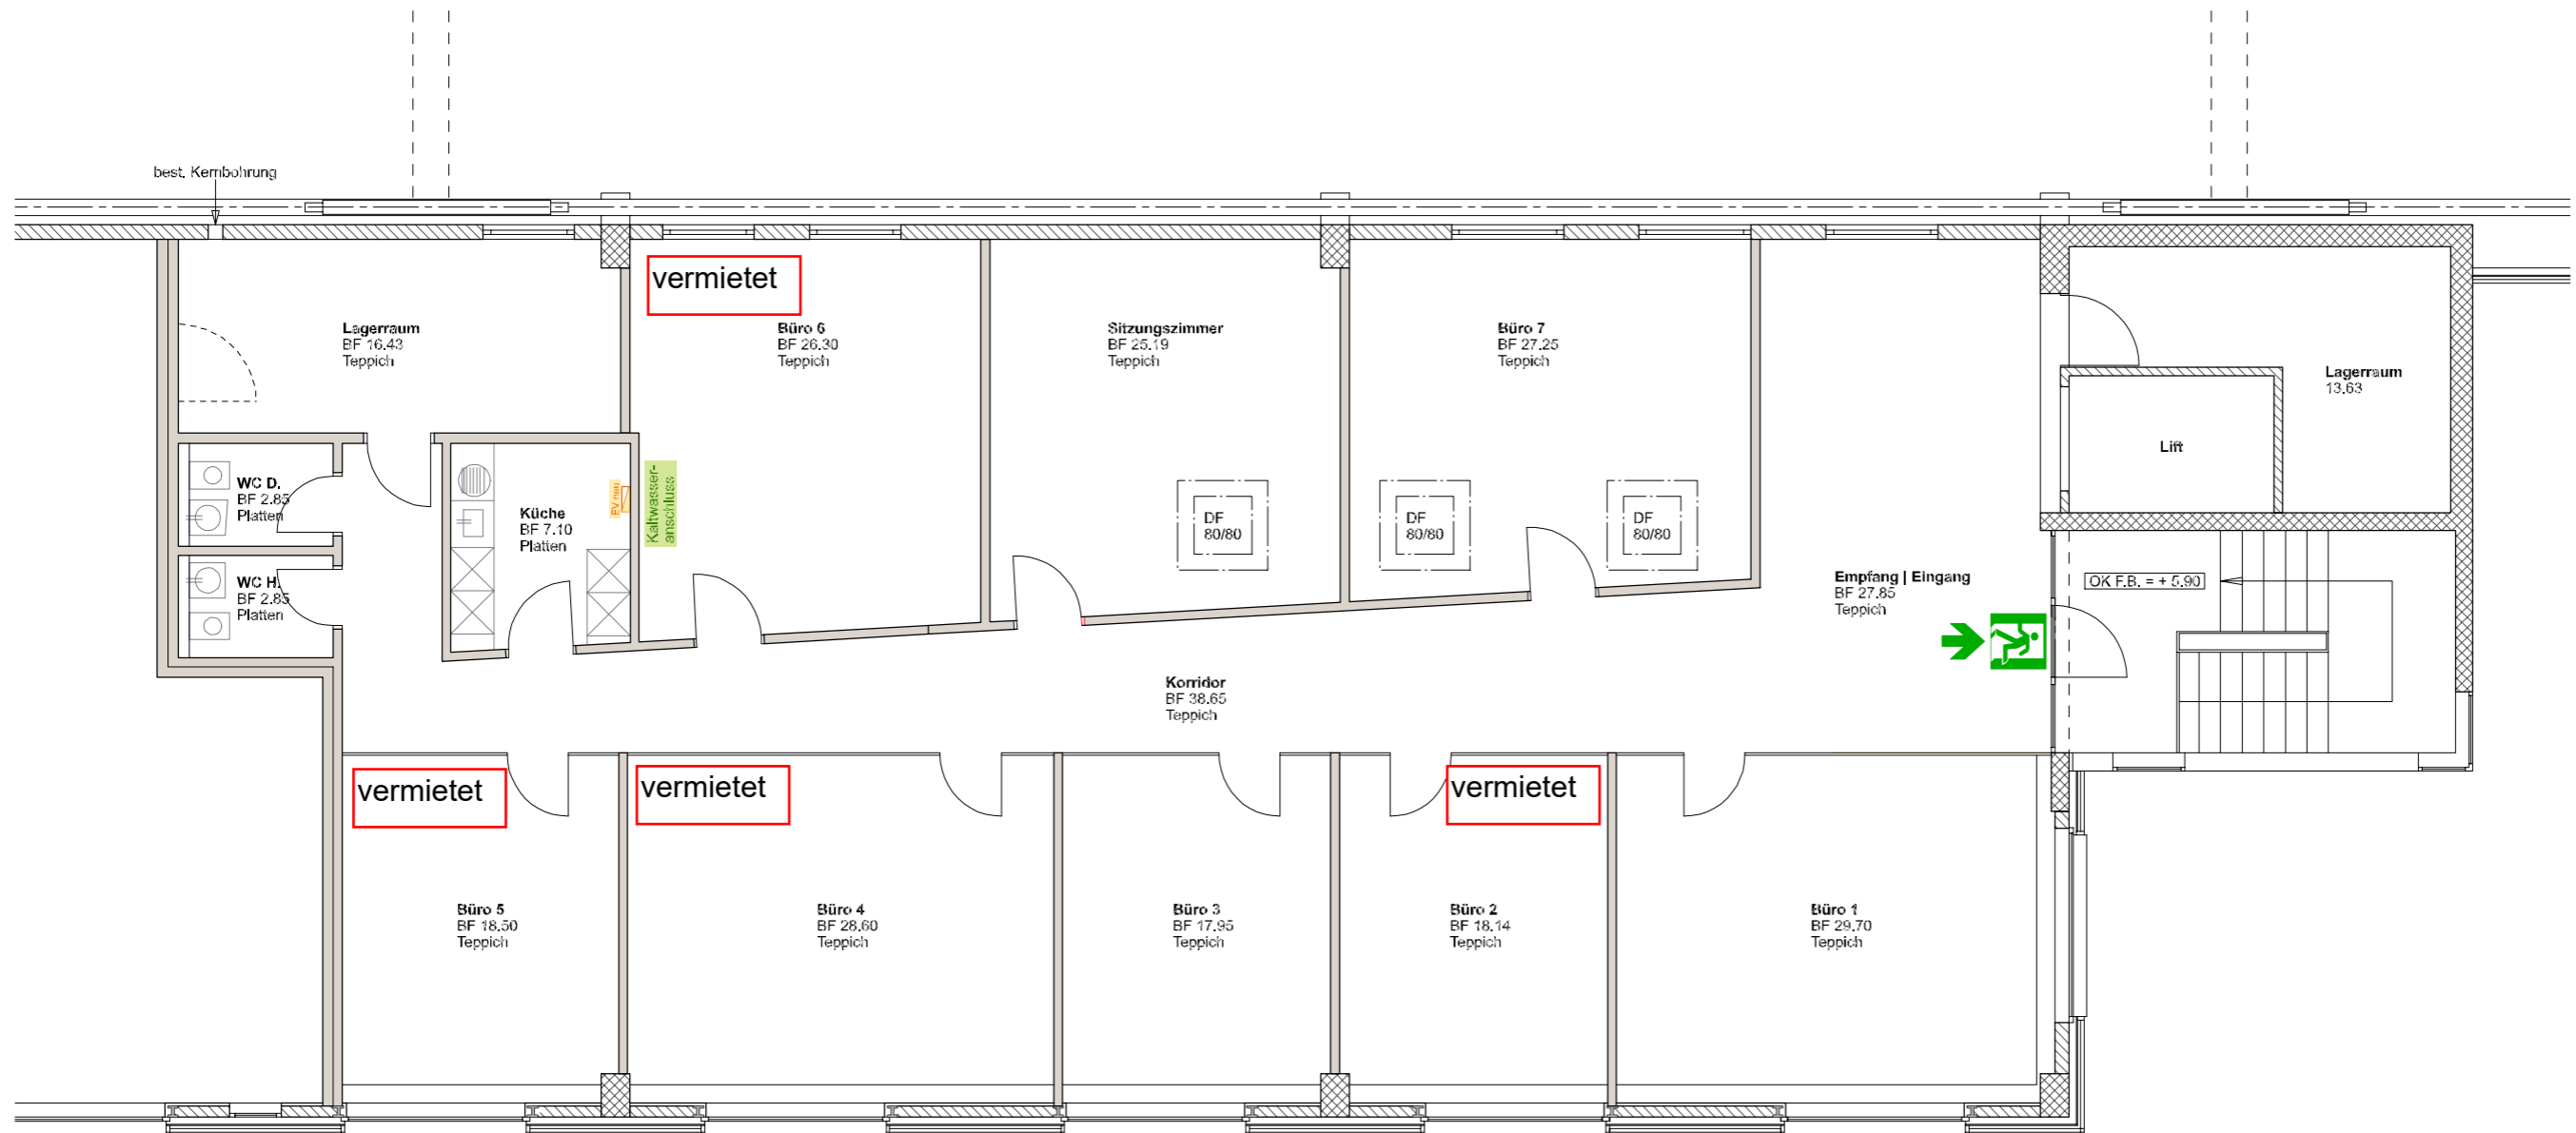 best. Kernbohrung
vermietet
Lagerraum
BF 16.43
Teppich
Büro 6
BF 26.30
Teppich
Sitzungszimmer
BF 25.19
Teppich
Büro 7
BF 27.25
Teppich
Lagerraum
13.63
Lift
WC D.
BF 2.85
Platten
Küche
BF 7.10
Platten
EV neu
Kaltwasser-
anschluss
DF
80/80
DF
80/80
DF
80/80
WC H.
BF 2.85
Platten
Empfang | Eingang
BF 27.85
Teppich
OK F.B. = + 5.90
Korridor
BF 38.65
Teppich
vermietet
vermietet
vermietet
Büro 5
BF 18.50
Teppich
Büro 4
BF 28.60
Teppich
Büro 3
BF 17.95
Teppich
Büro 2
BF 18.14
Teppich
Büro 1
BF 29.70
Teppich